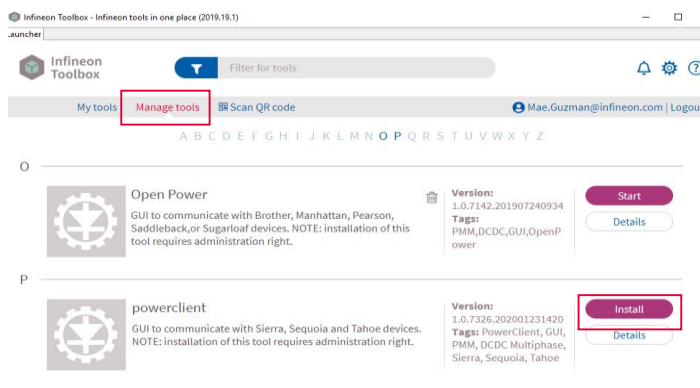 Infineon Toolbox - Infineon tools in one place (2019.19.1)
auncher
Infineon
Toolbox
Filter for tools
My tools Manage tools Scan QR code Mae.Guzman@infineon.com | Logou
A B C D E F G H I J K L M N O P Q R S T U V W X Y Z
O
Open Power
GUI to communicate with Brother, Manhattan, Pearson,
Saddleback,or Sugarloaf devices. NOTE: installation of this
tool requires administration right.
Version:
1.0.7142.201907240934
Tags:
PMM,DCDC,GUI,OpenP
ower
Start
Details
P
powerclient
GUI to communicate with Sierra, Sequoia and Tahoe devices.
NOTE: installation of this tool requires administration right.
Version:
1.0.7326.202001231420
Tags: PowerClient, GUI,
PMM, DCDC Multiphase,
Sierra, Sequoia, Tahoe
Install
Details